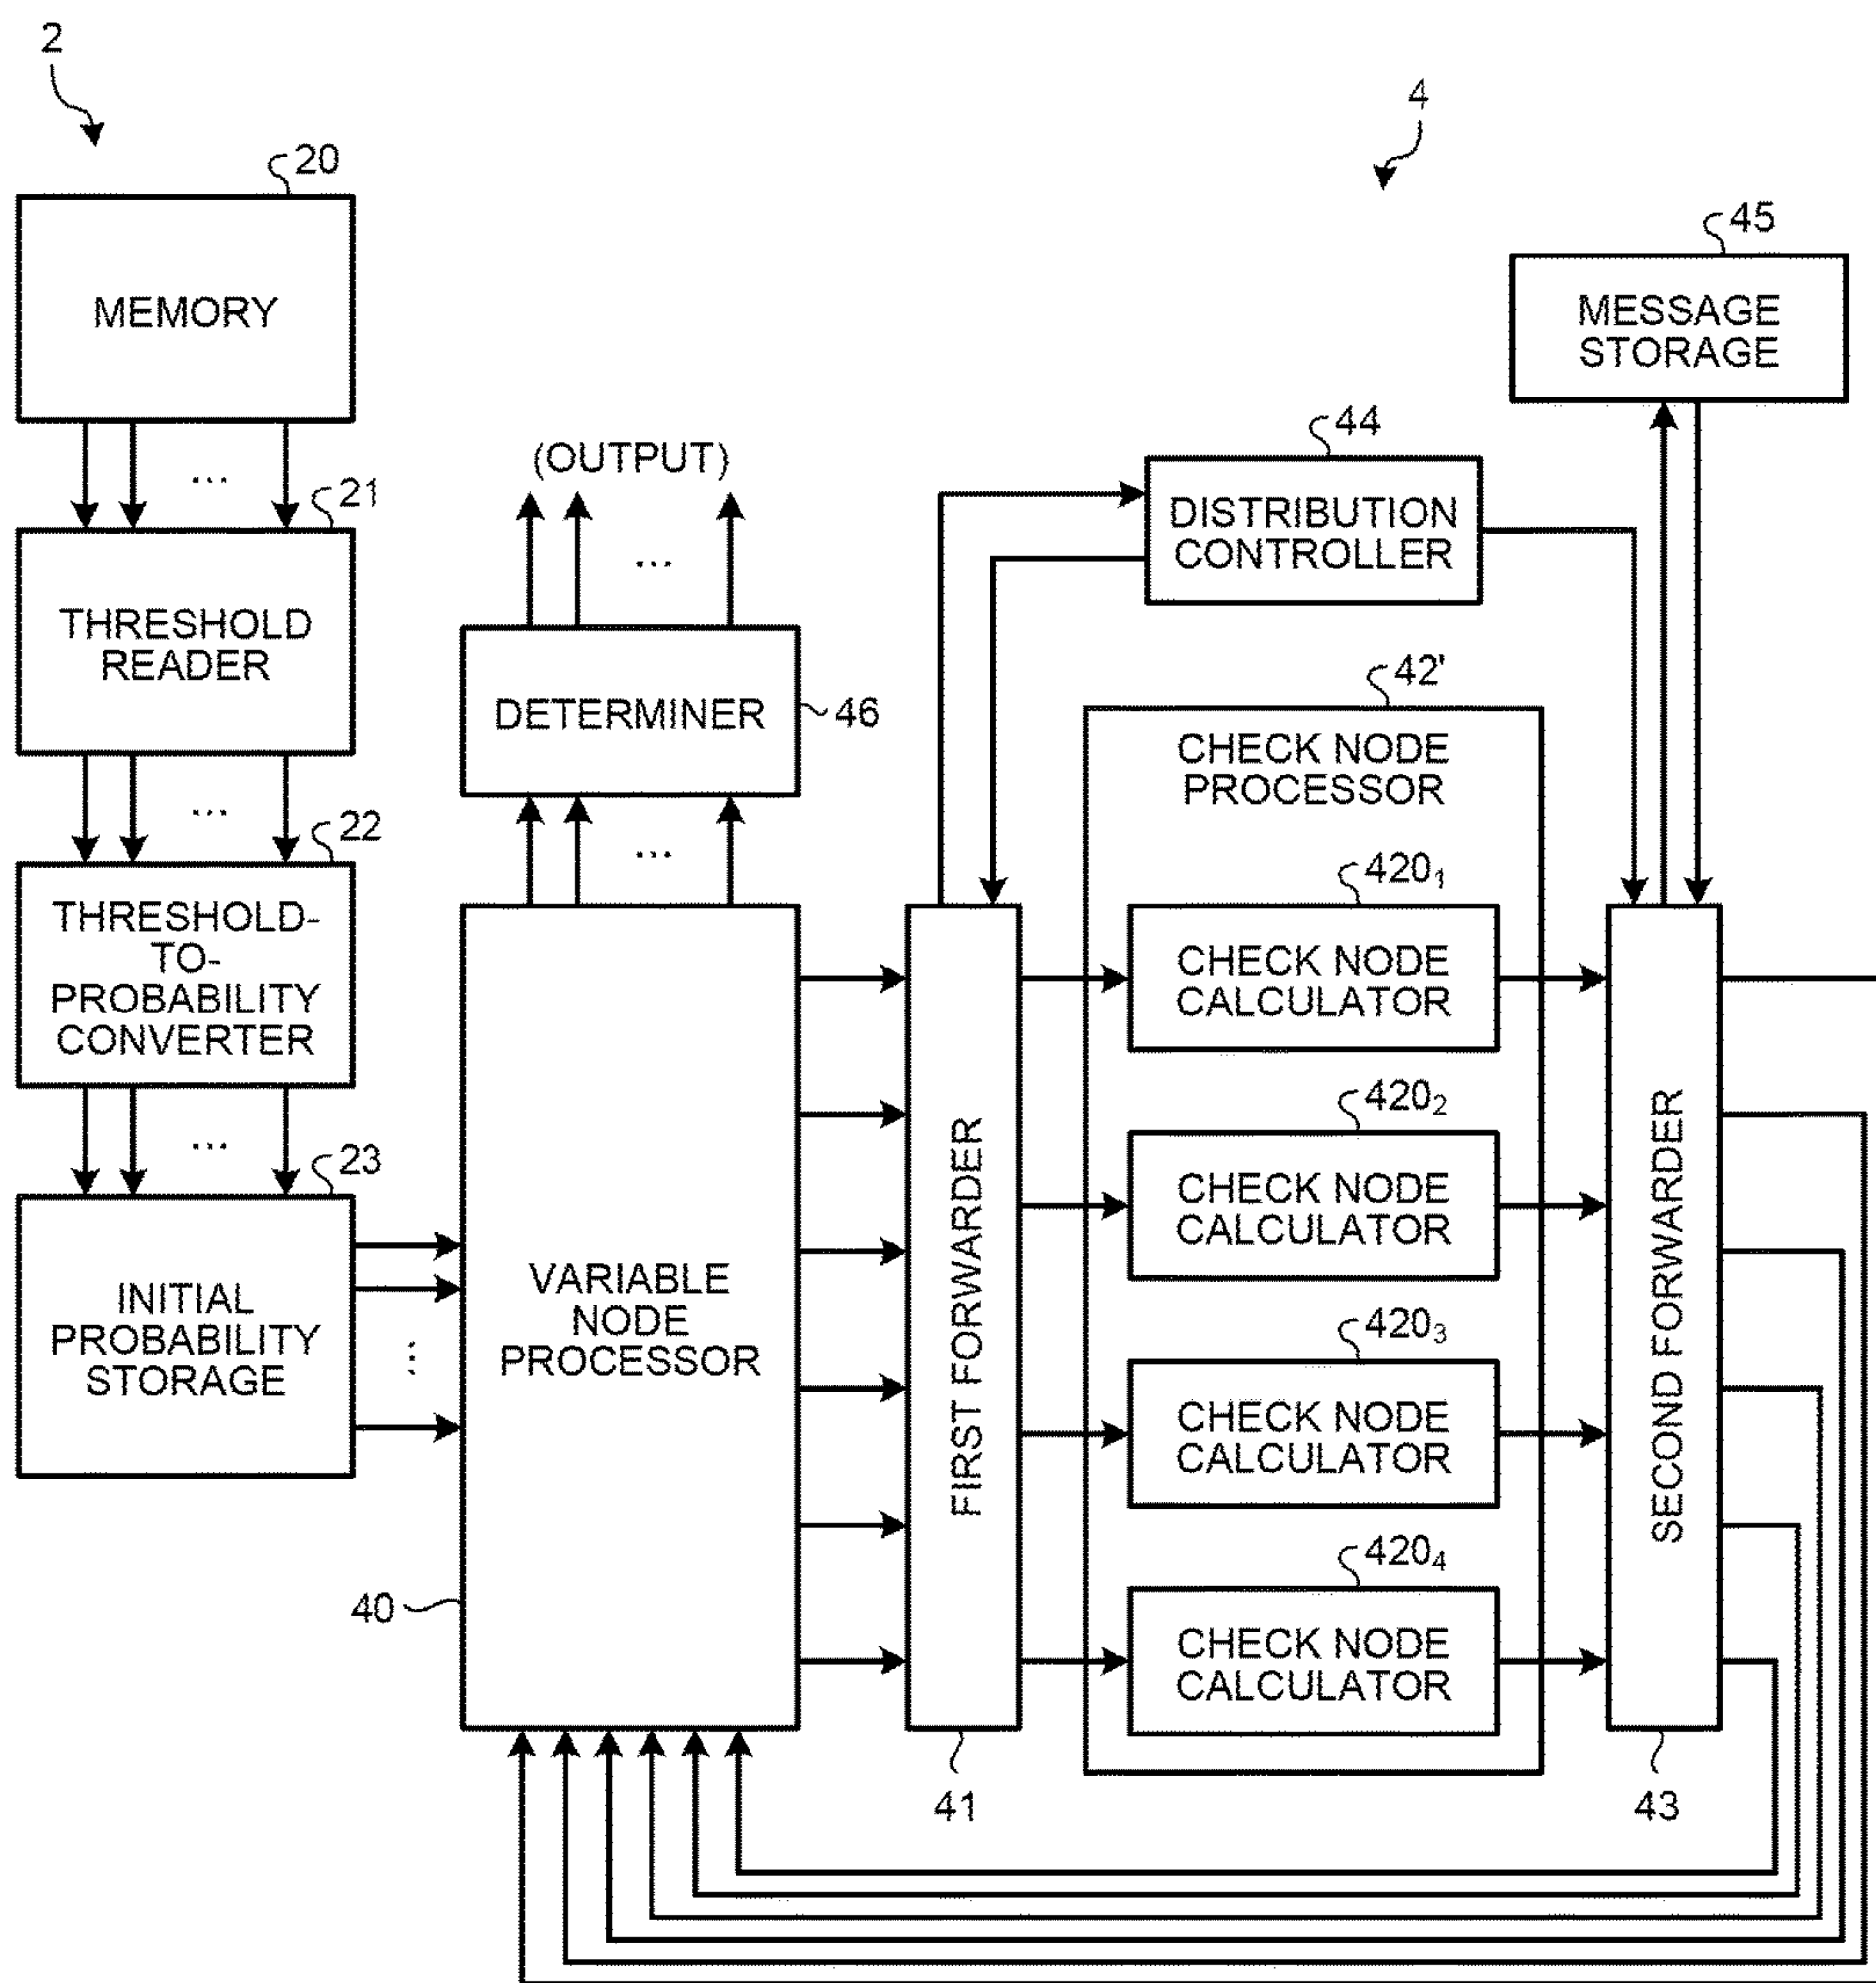 2
4
20
MEMORY
...
21
THRESHOLD
READER
...
22
THRESHOLD-
TO-
PROBABILITY
CONVERTER
...
23
INITIAL
PROBABILITY
STORAGE
...
(OUTPUT)
...
DETERMINER
46
...
VARIABLE
NODE
PROCESSOR
40
FIRST FORWARDER
41
44
DISTRIBUTION
CONTROLLER
45
MESSAGE
STORAGE
42'
CHECK NODE
PROCESSOR
420₁
CHECK NODE
CALCULATOR
420₂
CHECK NODE
CALCULATOR
420₃
CHECK NODE
CALCULATOR
420₄
CHECK NODE
CALCULATOR
SECOND FORWARDER
43